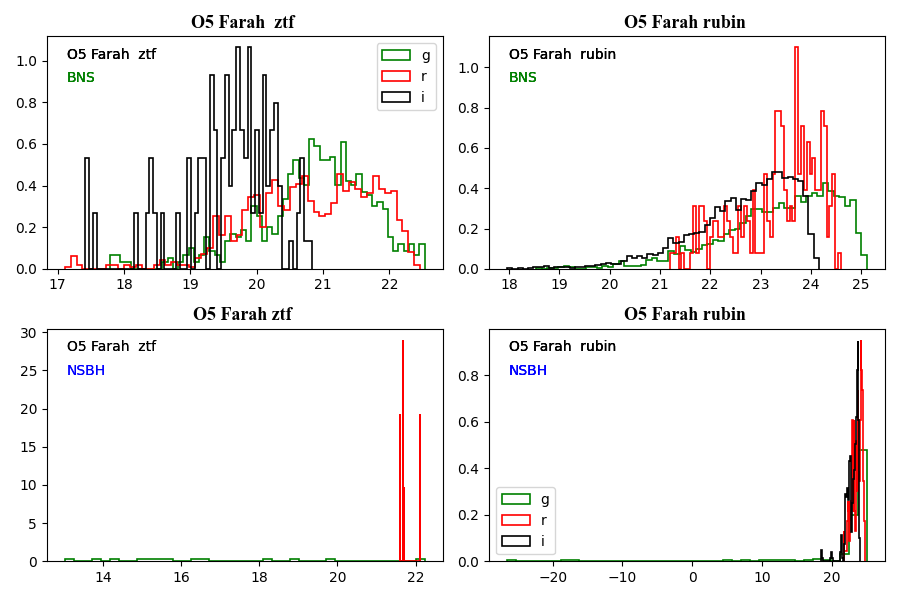 O5 Farah  ztf
O5 Farah  ztf
BNS
g
r
i
1.0
0.8
0.6
0.4
0.2
0.0
17 18 19 20 21 22
O5 Farah rubin
O5 Farah  rubin
BNS
1.0
0.8
0.6
0.4
0.2
0.0
18 19 20 21 22 23 24 25
O5 Farah ztf
O5 Farah  ztf
NSBH
30
25
20
15
10
5
0
14 16 18 20 22
O5 Farah rubin
O5 Farah  rubin
NSBH
g
r
i
0.8
0.6
0.4
0.2
0.0
−20 −10 0 10 20